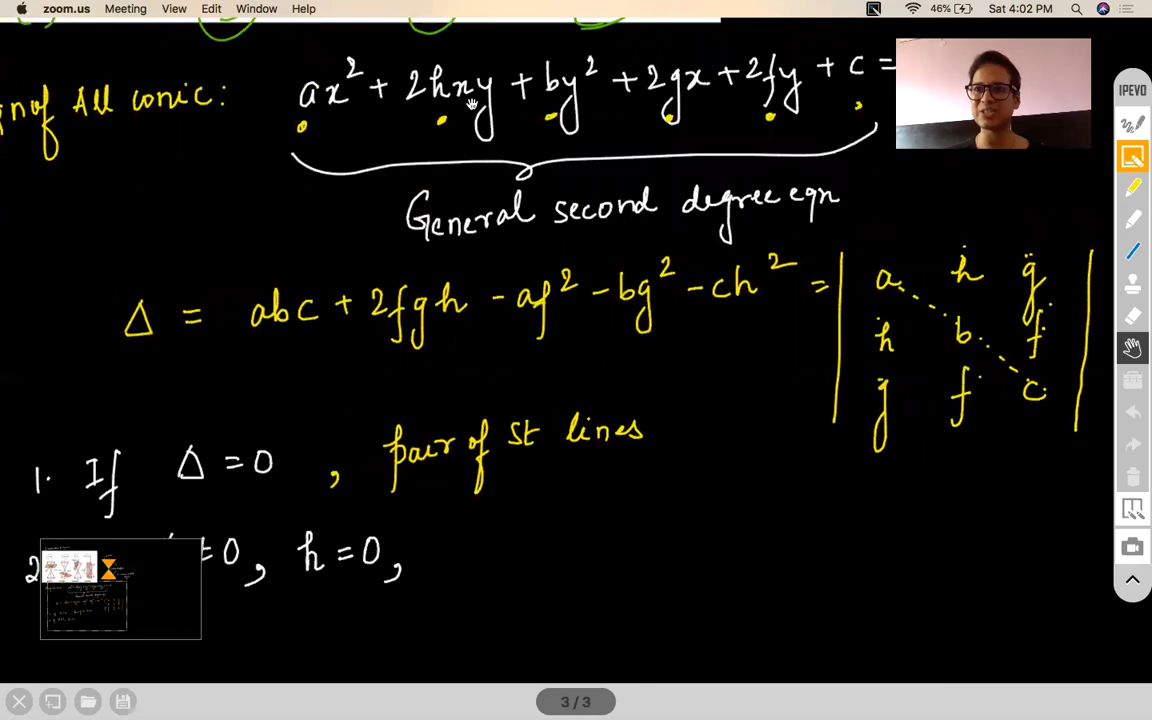 zoom.us Meeting View Edit Window Help 46% Sat 4:02 PM
IPEVO
All conic: ax² + 2hxy + by² + 2gx + 2fy + c =
General second degree eqn
Δ = abc + 2fgh - af² - bg² - ch² = | a h g
h b f
g f c |
1. If Δ = 0, pair of st lines
2 = 0, h = 0,
3 / 3